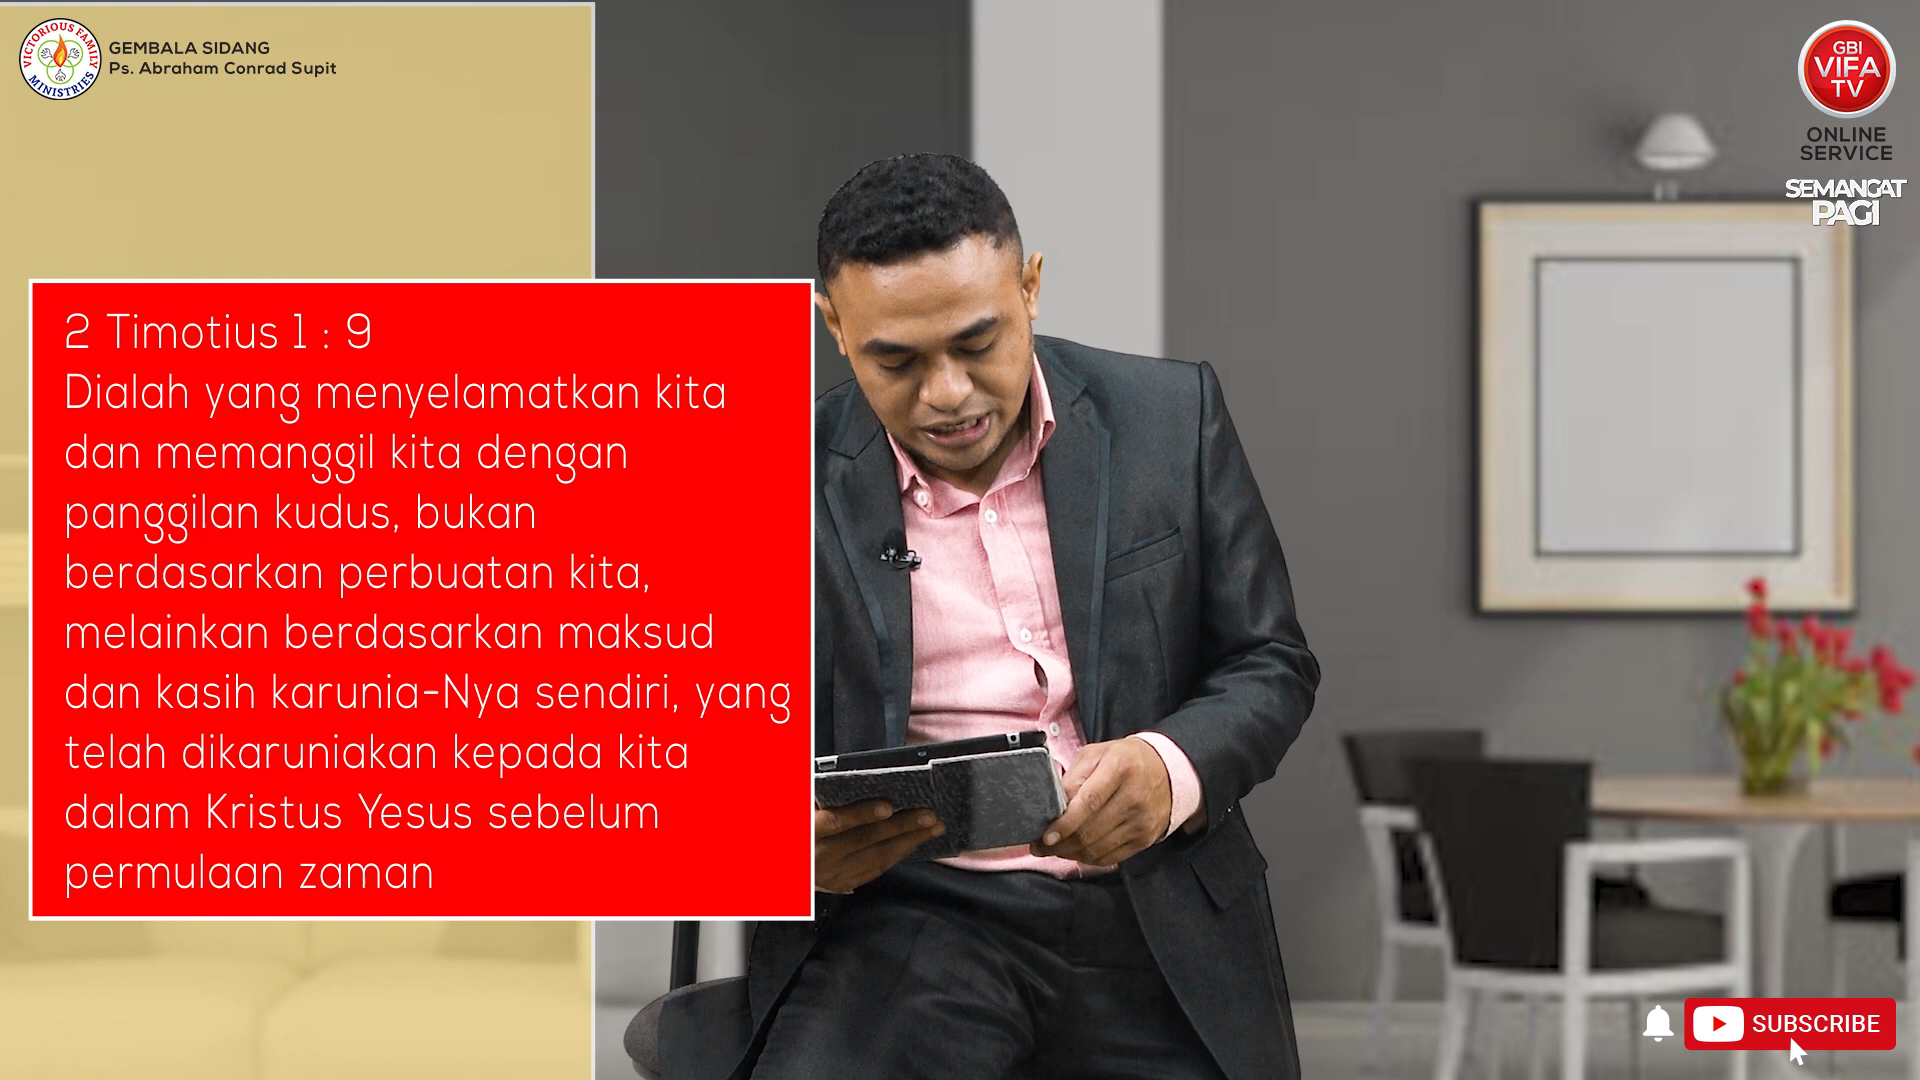 VICTORIOUS FAMILY
MINISTRIES
GEMBALA SIDANG
Ps. Abraham Conrad Supit
GBI
VIFA
TV
ONLINE
SERVICE
SEMANGAT
PAGI
2 Timotius 1 : 9
Dialah yang menyelamatkan kita
dan memanggil kita dengan
panggilan kudus, bukan
berdasarkan perbuatan kita,
melainkan berdasarkan maksud
dan kasih karunia-Nya sendiri, yang
telah dikaruniakan kepada kita
dalam Kristus Yesus sebelum
permulaan zaman
SUBSCRIBE